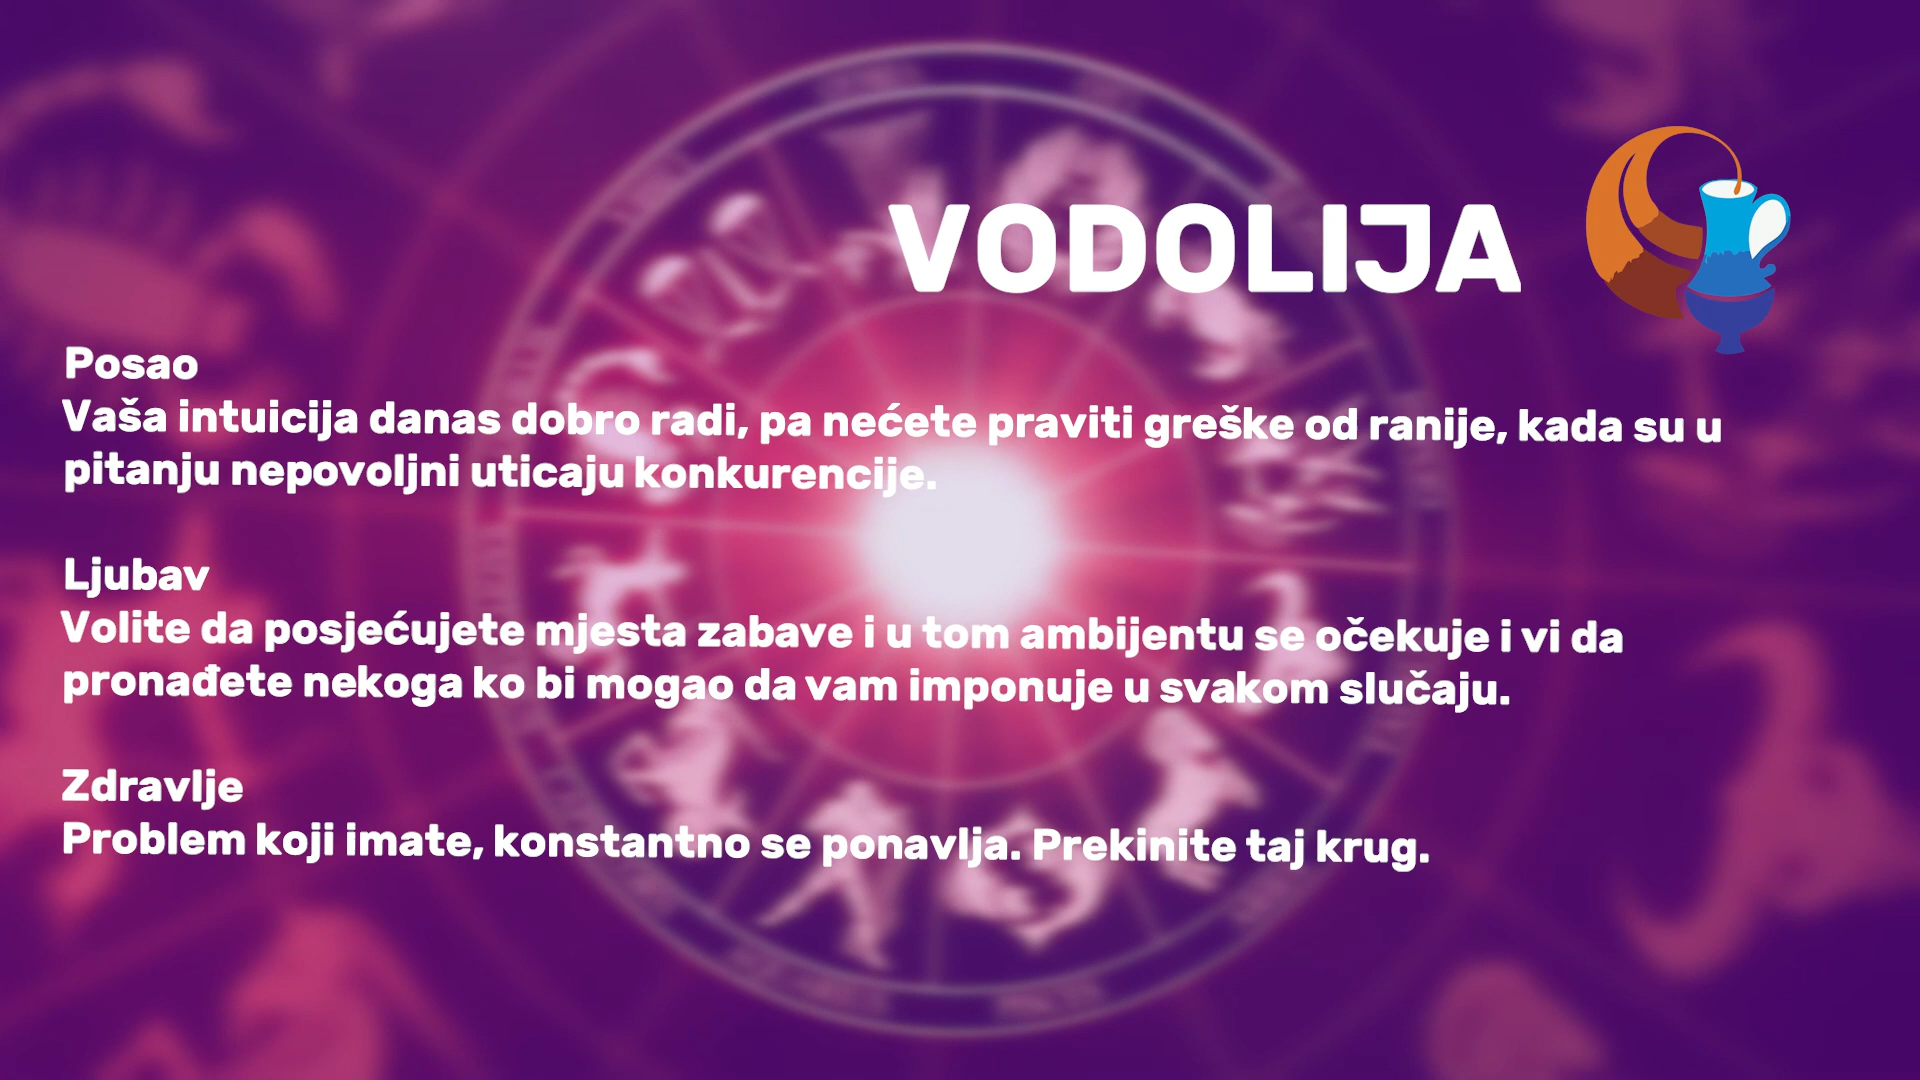 VODOLIJA
Posao
Vaša intuicija danas dobro radi, pa nećete praviti greške od ranije, kada su u
pitanju nepovoljni uticaju konkurencije.
Ljubav
Volite da posjećujete mjesta zabave i u tom ambijentu se očekuje i vi da
pronađete nekoga ko bi mogao da vam imponuje u svakom slučaju.
Zdravlje
Problem koji imate, konstantno se ponavlja. Prekinite taj krug.